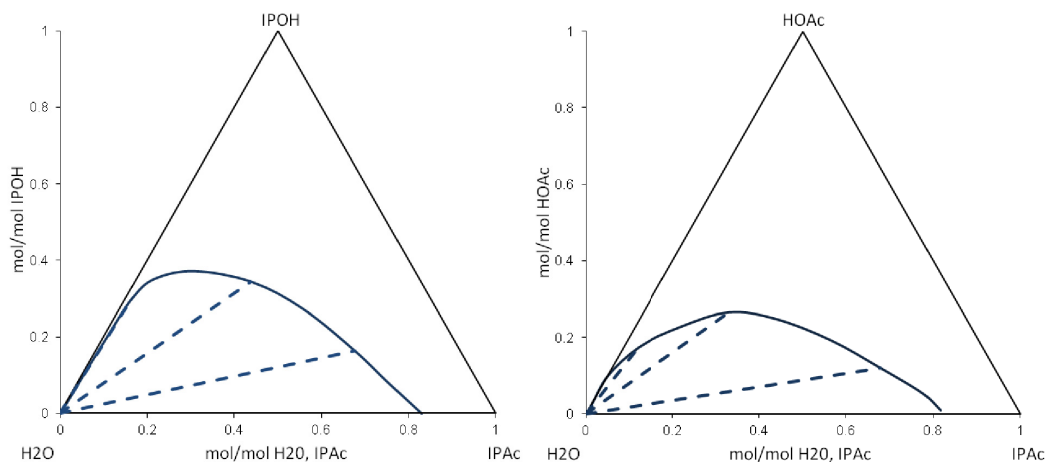 IPOH
1
0.8
0.6
0.4
0.2
0
mol/mol IPOH
0 0.2 0.4 0.6 0.8 1
H2O mol/mol H20, IPAc IPAc
HOAc
1
0.8
0.6
0.4
0.2
0
mol/mol HOAc
0 0.2 0.4 0.6 0.8 1
H2O mol/mol H20, IPAc IPAc